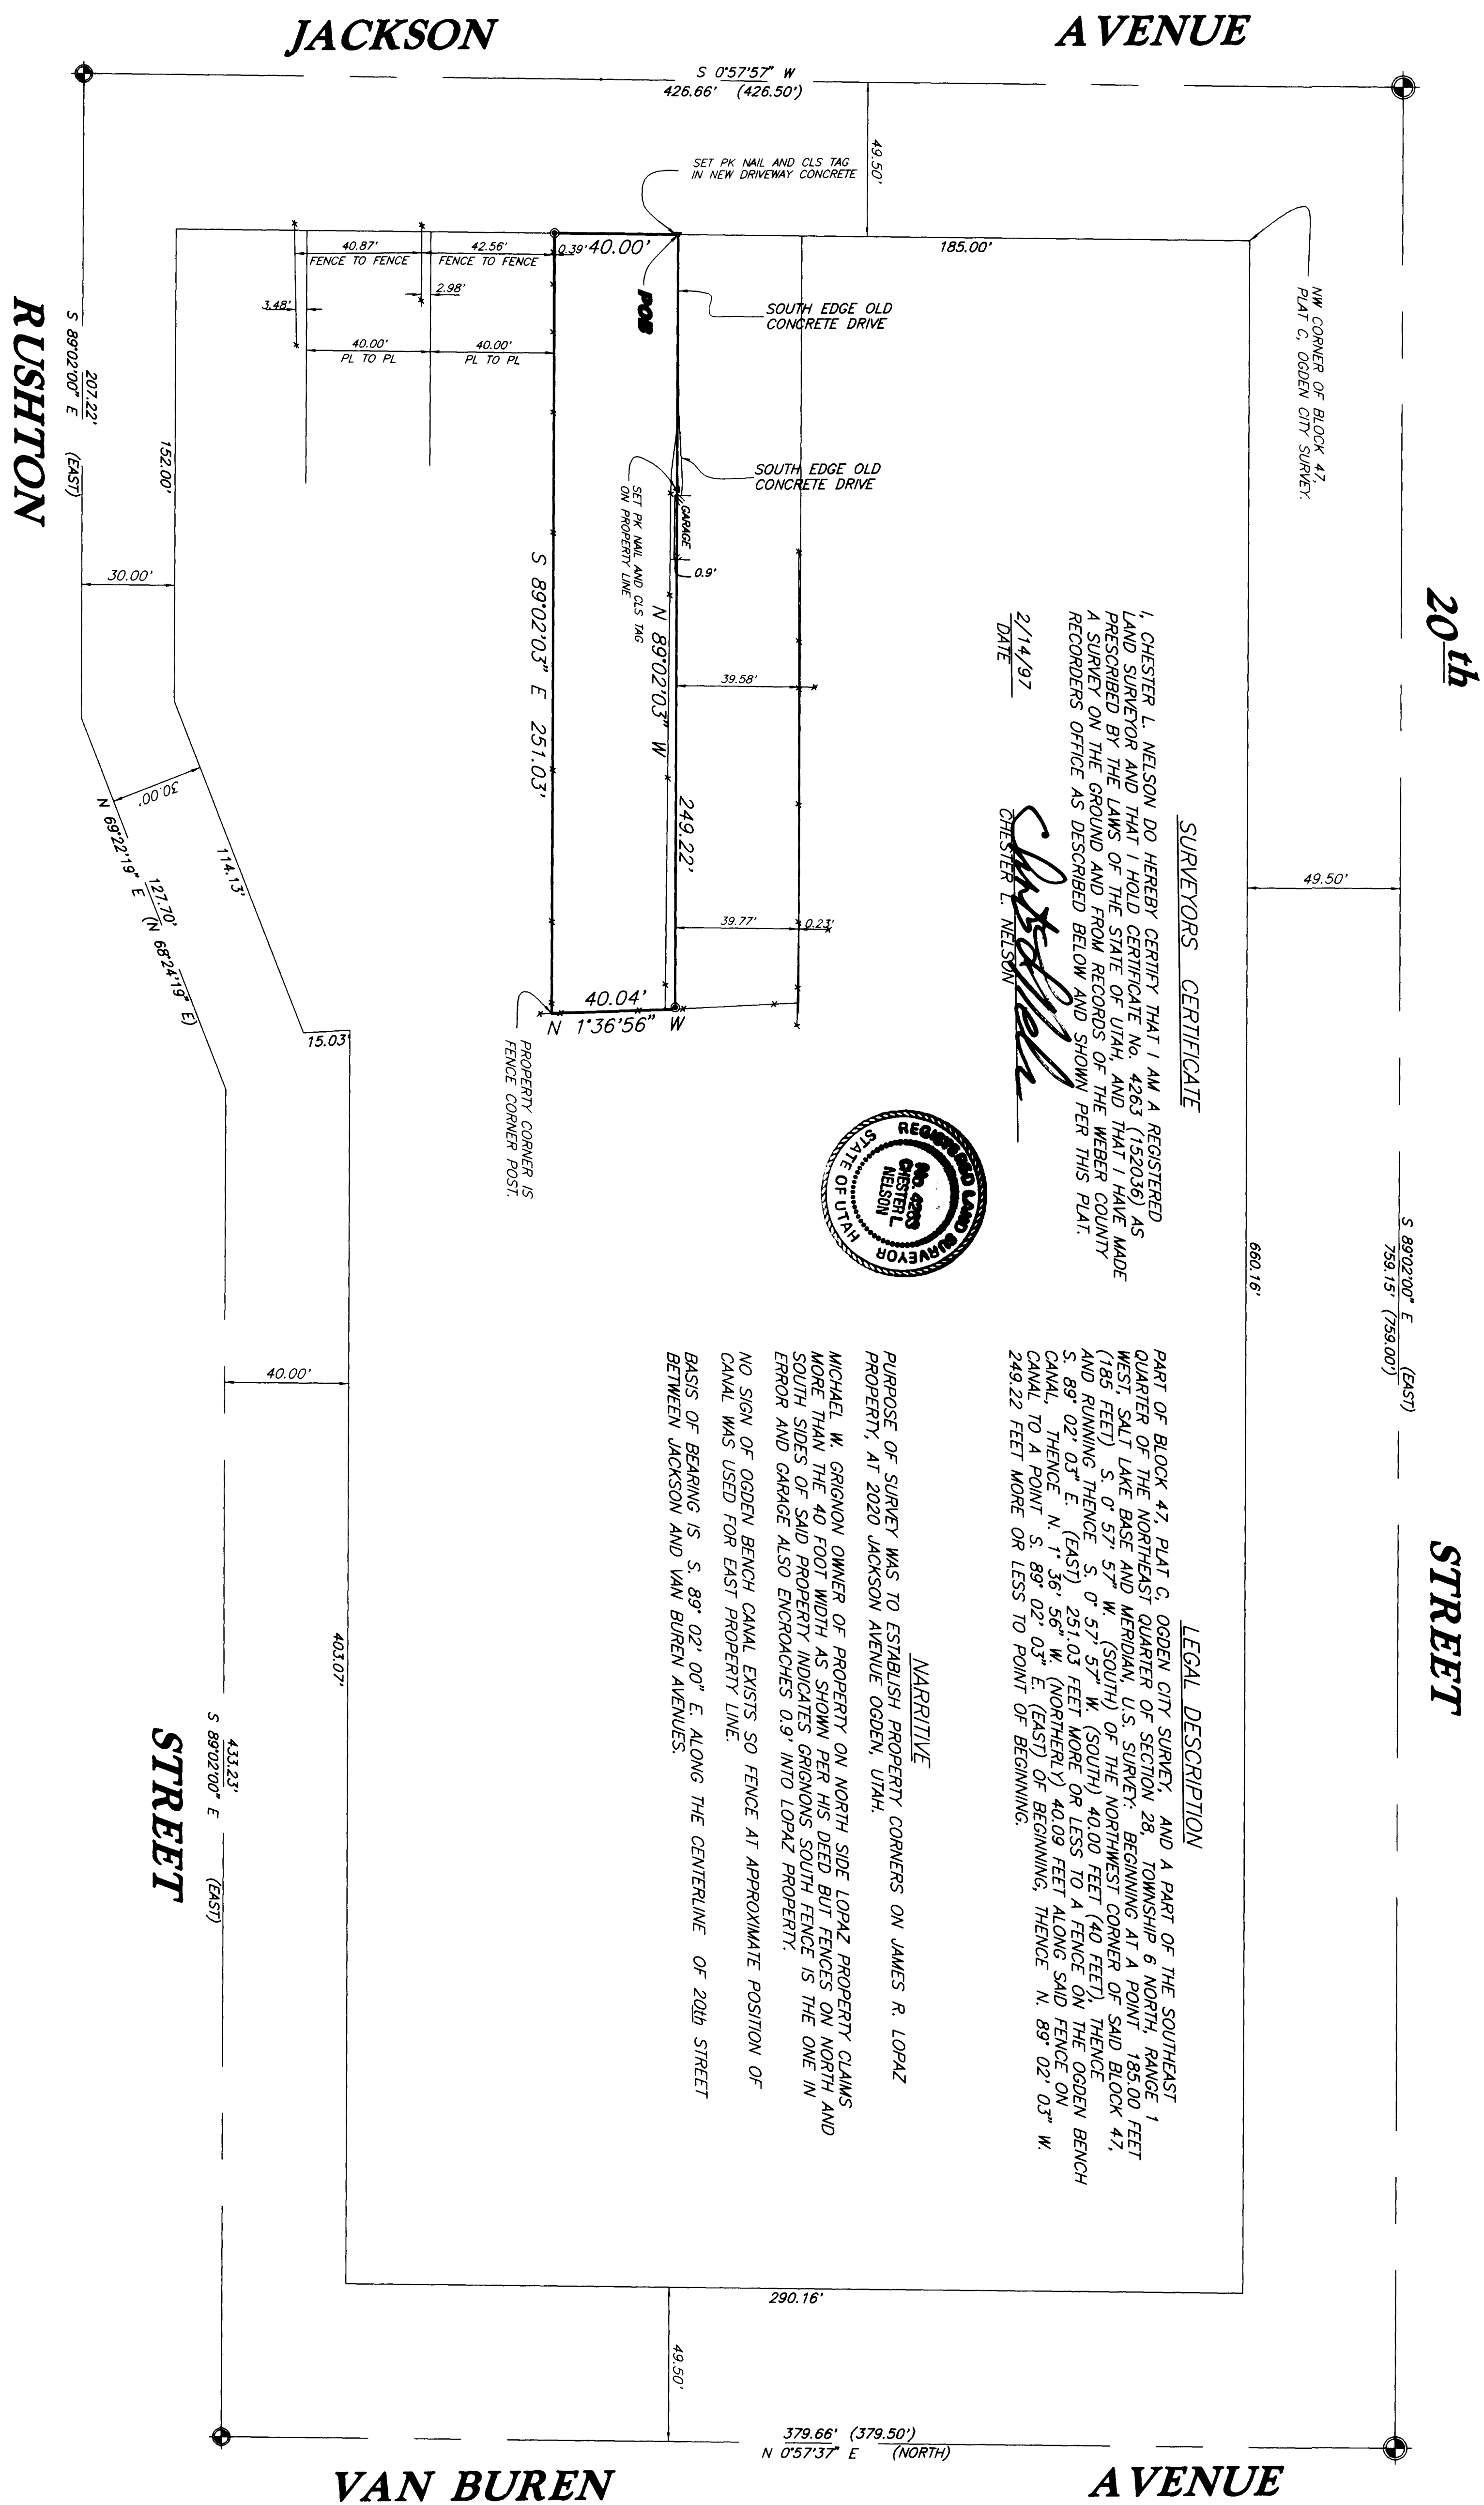 JACKSON AVENUE
S 0°57'57" W
426.66' (426.50')
49.50'
SET PK NAIL AND CLS TAG
IN NEW DRIVEWAY CONCRETE
185.00'
NW CORNER OF BLOCK 47,
PLAT C, OGDEN CITY SURVEY.
40.87'
FENCE TO FENCE
42.56'
FENCE TO FENCE
0.39'
40.00'
POB
2.98'
3.48'
40.00'
PL TO PL
40.00'
PL TO PL
SOUTH EDGE OLD
CONCRETE DRIVE
SOUTH EDGE OLD
CONCRETE DRIVE
SET PK NAIL AND CLS TAG
ON PROPERTY LINE
GARAGE
0.9'
S 89°02'03" E 251.03'
N 89°02'03" W 249.22'
39.58'
39.77'
0.23'
40.04'
N 1°36'56" W
PROPERTY CORNER IS
FENCE CORNER POST.
20th STREET
49.50'
660.16'
S 89°02'00" E (EAST)
759.15' (759.00')
SURVEYORS CERTIFICATE
I, CHESTER L. NELSON DO HEREBY CERTIFY THAT I AM A REGISTERED
LAND SURVEYOR AND THAT I HOLD CERTIFICATE No. 4263 (152036) AS
PRESCRIBED BY THE LAWS OF THE STATE OF UTAH, AND THAT I HAVE MADE
A SURVEY ON THE GROUND AND FROM RECORDS OF THE WEBER COUNTY
RECORDERS OFFICE AS DESCRIBED BELOW AND SHOWN PER THIS PLAT.
2/14/97
DATE
CHESTER L. NELSON
REGISTERED LAND SURVEYOR
No. 4263
CHESTER L
NELSON
STATE OF UTAH
LEGAL DESCRIPTION
PART OF BLOCK 47, PLAT C, OGDEN CITY SURVEY, AND A PART OF THE SOUTHEAST
QUARTER OF THE NORTHEAST QUARTER OF SECTION 28, TOWNSHIP 6 NORTH, RANGE 1
WEST, SALT LAKE BASE AND MERIDIAN, U.S. SURVEY: BEGINNING AT A POINT 185.00 FEET
(185 FEET) S. 0° 57' 57" W. (SOUTH) OF THE NORTHWEST CORNER OF SAID BLOCK 47,
AND RUNNING THENCE S. 0° 57' 57" W. (SOUTH) 40.00 FEET (40 FEET), THENCE
S. 89° 02' 03" E. (EAST) 251.03 FEET MORE OR LESS TO A FENCE ON THE OGDEN BENCH
CANAL, THENCE N. 1° 36' 56" W. (NORTHERLY) 40.09 FEET ALONG SAID FENCE ON
CANAL TO A POINT S. 89° 02' 03" E. (EAST) OF BEGINNING, THENCE N. 89° 02' 03" W.
249.22 FEET MORE OR LESS TO POINT OF BEGINNING.
NARRITIVE
PURPOSE OF SURVEY WAS TO ESTABLISH PROPERTY CORNERS ON JAMES R. LOPAZ
PROPERTY, AT 2020 JACKSON AVENUE OGDEN, UTAH.
MICHAEL W. GRIGNON OWNER OF PROPERTY ON NORTH SIDE LOPAZ PROPERTY CLAIMS
MORE THAN THE 40 FOOT WIDTH AS SHOWN PER HIS DEED BUT FENCES ON NORTH AND
SOUTH SIDES OF SAID PROPERTY INDICATES GRIGNONS SOUTH FENCE IS THE ONE IN
ERROR AND GARAGE ALSO ENCROACHES 0.9' INTO LOPAZ PROPERTY.
NO SIGN OF OGDEN BENCH CANAL EXISTS SO FENCE AT APPROXIMATE POSITION OF
CANAL WAS USED FOR EAST PROPERTY LINE.
BASIS OF BEARING IS S. 89° 02' 00" E. ALONG THE CENTERLINE OF 20th STREET
BETWEEN JACKSON AND VAN BUREN AVENUES.
RUSHTON STREET
207.22'
S 89°02'00" E (EAST)
152.00'
30.00'
30.00'
114.13'
127.70'
N 69°22'19" E (N 68°24'19" E)
15.03'
40.00'
403.07'
433.23'
S 89°02'00" E (EAST)
290.16'
49.50'
379.66' (379.50')
N 0°57'37" E (NORTH)
VAN BUREN AVENUE